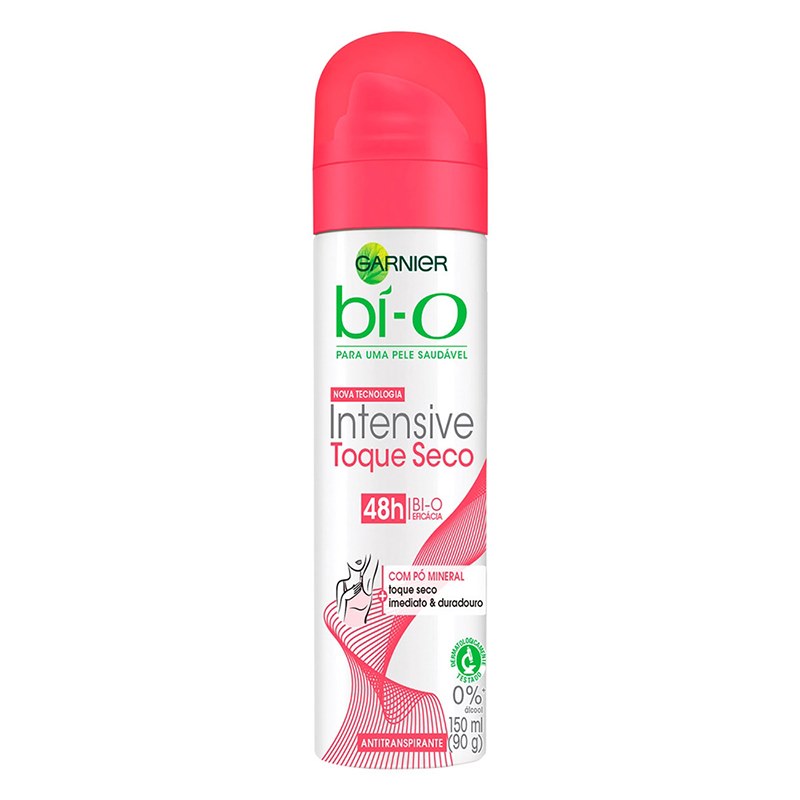 GARNIER
bí-O
PARA UMA PELE SAUDÁVEL
NOVA TECNOLOGIA
Intensive
Toque Seco
48h BI-O
EFICÁCIA
COM PÓ MINERAL
toque seco
imediato & duradouro
DERMATOLOGICAMENTE
TESTADO
0%
álcool
150 ml
(90 g)
ANTITRANSPIRANTE